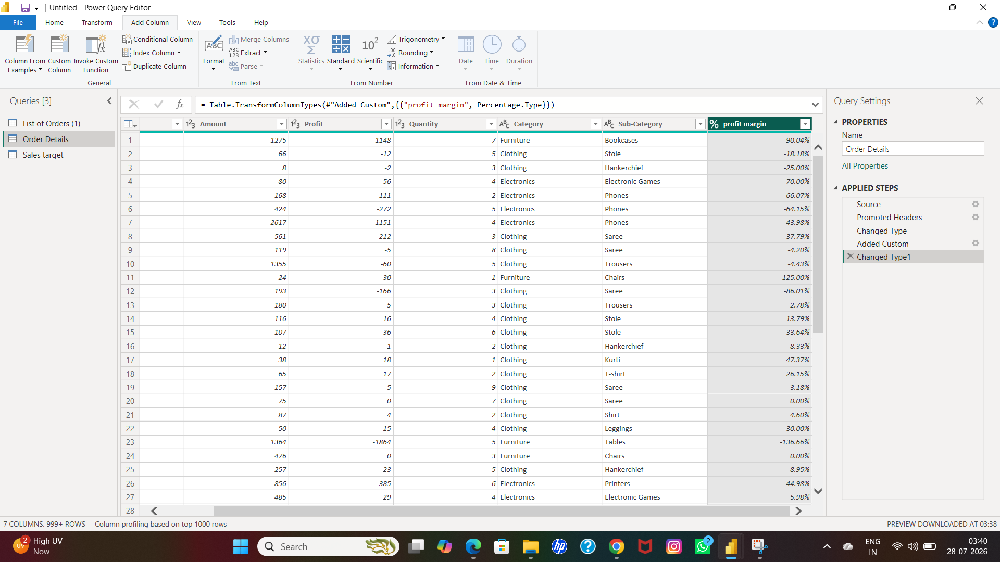 Untitled - Power Query Editor
File Home Transform Add Column View Tools Help
Column From Examples
Custom Column
Invoke Custom Function
Conditional Column
Index Column
Duplicate Column
General
Format
Merge Columns
Extract
Parse
From Text
Statistics
Standard
Scientific
Trigonometry
Rounding
Information
From Number
Date
Time
Duration
From Date & Time
Queries [3]
List of Orders (1)
Order Details
Sales target
= Table.TransformColumnTypes(#"Added Custom",{{"profit margin", Percentage.Type}})
Amount Profit Quantity Category Sub-Category profit margin
1 1275 -1148 7 Furniture Bookcases -90.04%
2 66 -12 5 Clothing Stole -18.18%
3 8 -2 3 Clothing Hankerchief -25.00%
4 80 -56 4 Electronics Electronic Games -70.00%
5 168 -111 2 Electronics Phones -66.07%
6 424 -272 5 Electronics Phones -64.15%
7 2617 1151 4 Electronics Phones 43.98%
8 561 212 3 Clothing Saree 37.79%
9 119 -5 8 Clothing Saree -4.20%
10 1355 -60 5 Clothing Trousers -4.43%
11 24 -30 1 Furniture Chairs -125.00%
12 193 -166 3 Clothing Saree -86.01%
13 180 5 3 Clothing Trousers 2.78%
14 116 16 4 Clothing Stole 13.79%
15 107 36 6 Clothing Stole 33.64%
16 12 1 2 Clothing Hankerchief 8.33%
17 38 18 1 Clothing Kurti 47.37%
18 65 17 2 Clothing T-shirt 26.15%
19 157 5 9 Clothing Saree 3.18%
20 75 0 7 Clothing Saree 0.00%
21 87 4 2 Clothing Shirt 4.60%
22 50 15 4 Clothing Leggings 30.00%
23 1364 -1864 5 Furniture Tables -136.66%
24 476 0 3 Furniture Chairs 0.00%
25 257 23 5 Clothing Hankerchief 8.95%
26 856 385 6 Electronics Printers 44.98%
27 485 29 4 Electronics Electronic Games 5.98%
28
Query Settings
PROPERTIES
Name
Order Details
All Properties
APPLIED STEPS
Source
Promoted Headers
Changed Type
Added Custom
Changed Type1
7 COLUMNS, 999+ ROWS Column profiling based on top 1000 rows
PREVIEW DOWNLOADED AT 03:38
2
UV
High UV
Now
Search
hp
2
ENG
IN
03:40
28-07-2026